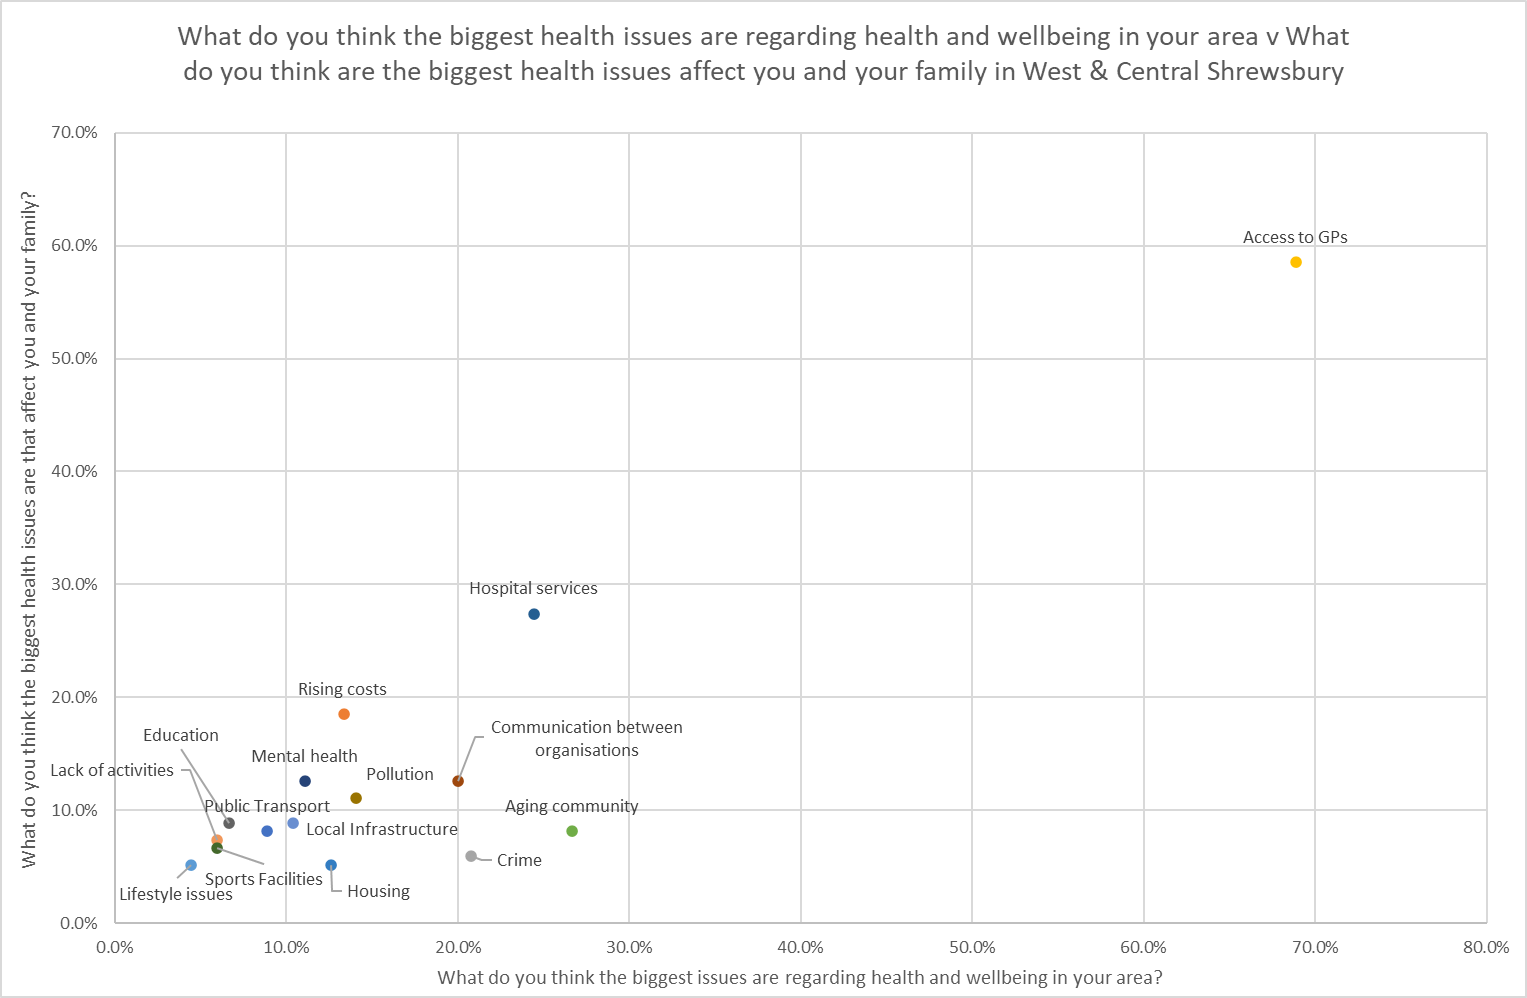 What do you think the biggest health issues are regarding health and wellbeing in your area v What
do you think are the biggest health issues affect you and your family in West & Central Shrewsbury
What do you think the biggest health issues are that affect you and your family?
70.0%
60.0%
50.0%
40.0%
30.0%
20.0%
10.0%
0.0%
Access to GPs
Hospital services
Rising costs
Communication between
organisations
Education
Mental health
Lack of activities
Pollution
Public Transport
Aging community
Local Infrastructure
Crime
Sports Facilities
Housing
Lifestyle issues
0.0%
10.0%
20.0%
30.0%
40.0%
50.0%
60.0%
70.0%
80.0%
What do you think the biggest issues are regarding health and wellbeing in your area?